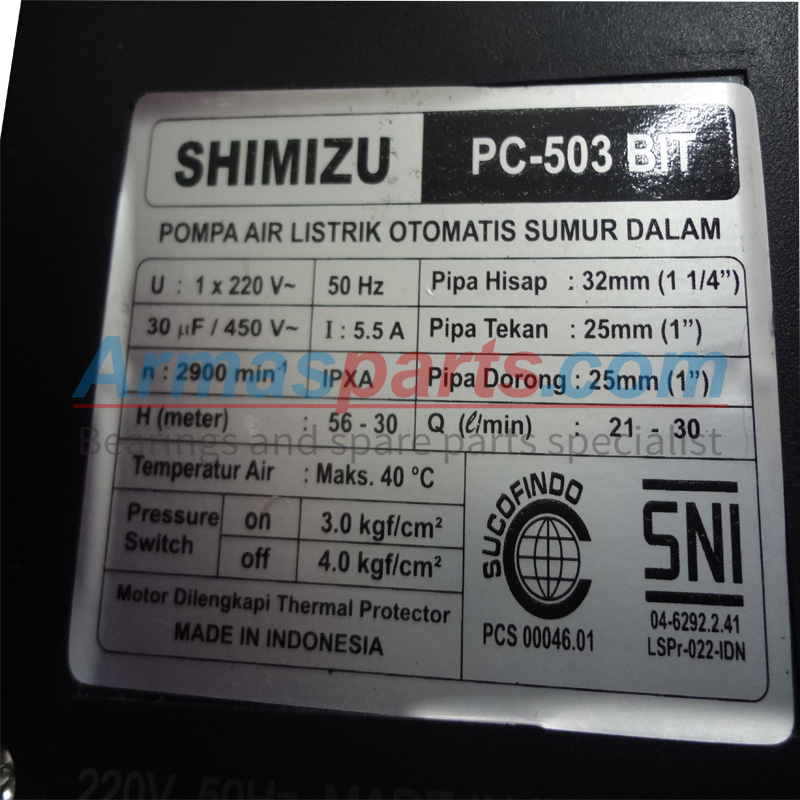 SHIMIZU PC-503 BIT
POMPA AIR LISTRIK OTOMATIS SUMUR DALAM
U : 1 x 220 V~ 50 Hz Pipa Hisap : 32mm (1 1/4")
30 µF / 450 V~ I : 5.5 A Pipa Tekan : 25mm (1")
n : 2900 min⁻¹ IPXA Pipa Dorong : 25mm (1")
Armasparts.com
H (meter) : 56 - 30 Q (ℓ/min) : 21 - 30
Bearings and spare parts specialist
Temperatur Air : Maks. 40 °C
Pressure Switch on 3.0 kgf/cm²
off 4.0 kgf/cm²
Motor Dilengkapi Thermal Protector
MADE IN INDONESIA
SUCOFINDO
PCS 00046.01
SNI
04-6292.2.41
LSPr-022-IDN
220V 50Hz MADE IN